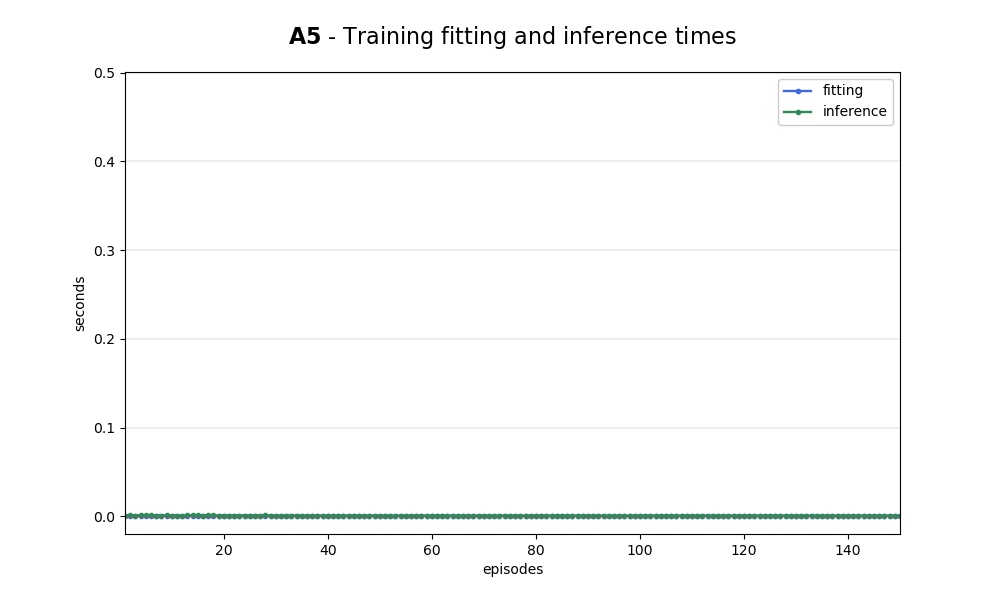 A5 - Training fitting and inference times
fitting
inference
0.5
0.4
0.3
0.2
0.1
0.0
seconds
20 40 60 80 100 120 140
episodes